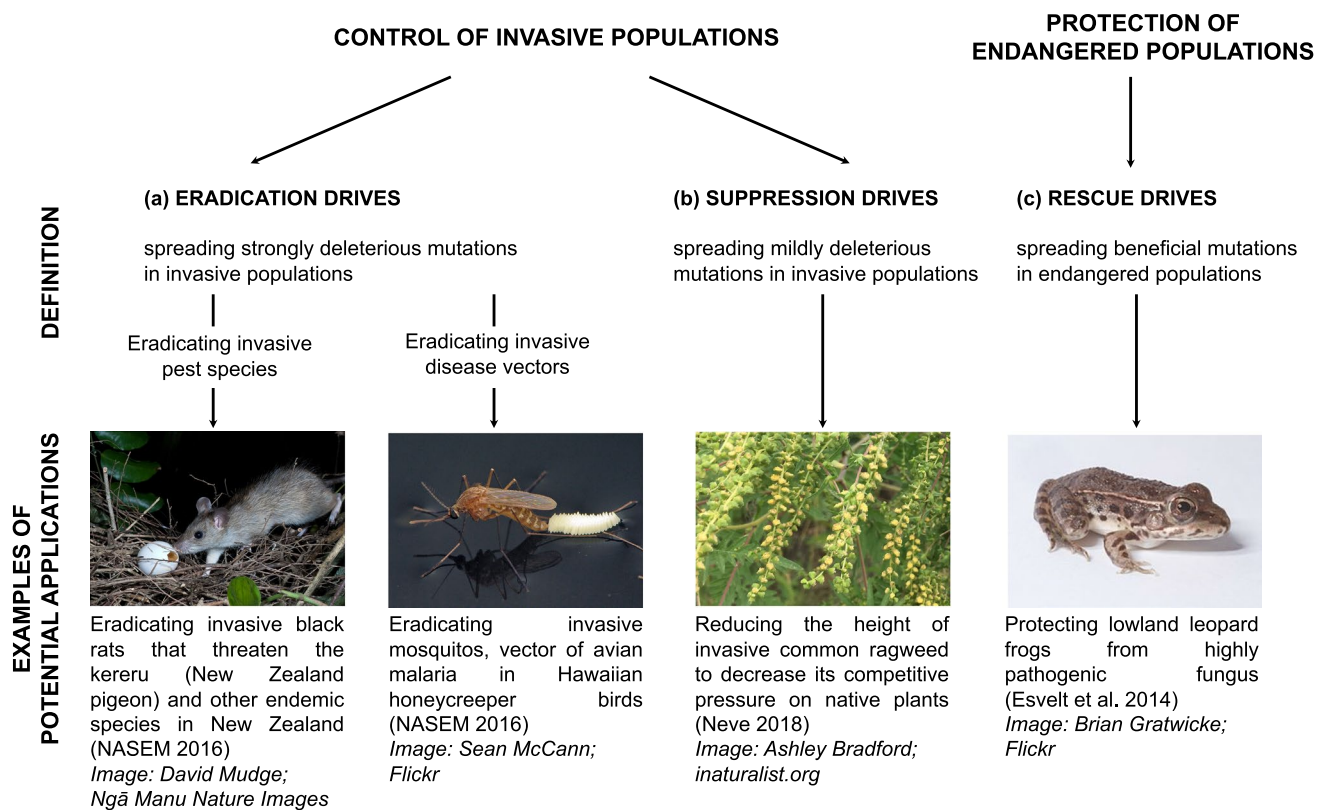 CONTROL OF INVASIVE POPULATIONS
PROTECTION OF
ENDANGERED POPULATIONS
DEFINITION
(a) ERADICATION DRIVES
spreading strongly deleterious mutations
in invasive populations
Eradicating invasive
pest species
Eradicating invasive
disease vectors
(b) SUPPRESSION DRIVES
spreading mildly deleterious
mutations in invasive populations
(c) RESCUE DRIVES
spreading beneficial mutations
in endangered populations
EXAMPLES OF
POTENTIAL APPLICATIONS
Eradicating invasive black
rats that threaten the
kereru (New Zealand
pigeon) and other endemic
species in New Zealand
(NASEM 2016)
Image: David Mudge;
Ngā Manu Nature Images
Eradicating invasive
mosquitos, vector of avian
malaria in Hawaiian
honeycreeper birds
(NASEM 2016)
Image: Sean McCann;
Flickr
Reducing the height of
invasive common ragweed
to decrease its competitive
pressure on native plants
(Neve 2018)
Image: Ashley Bradford;
inaturalist.org
Protecting lowland leopard
frogs from highly
pathogenic fungus
(Esvelt et al. 2014)
Image: Brian Gratwicke;
Flickr